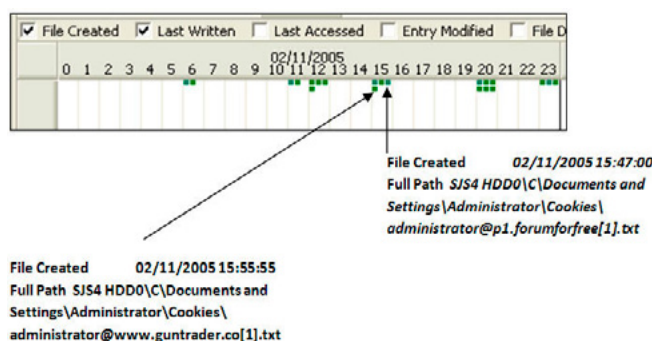 File Created Last Written Last Accessed Entry Modified File D
02/11/2005
0 1 2 3 4 5 6 7 8 9 10 11 12 13 14 15 16 17 18 19 20 21 22 23
File Created 02/11/2005 15:47:00
Full Path SJS4 HDD0\C\Documents and
Settings\Administrator\Cookies\
administrator@p1.forumforfree[1].txt
File Created 02/11/2005 15:55:55
Full Path SJS4 HDD0\C\Documents and
Settings\Administrator\Cookies\
administrator@www.guntrader.co[1].txt